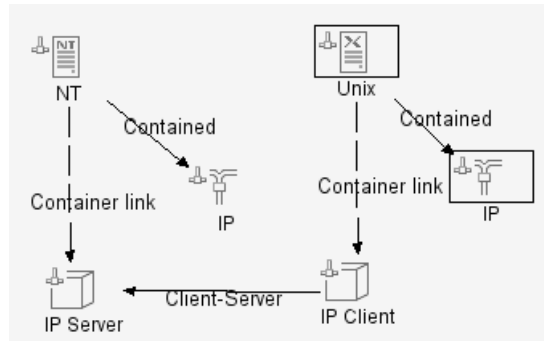 NT
Unix
Contained
Contained
Container link
Container link
IP
IP
Client-Server
IP Server
IP Client